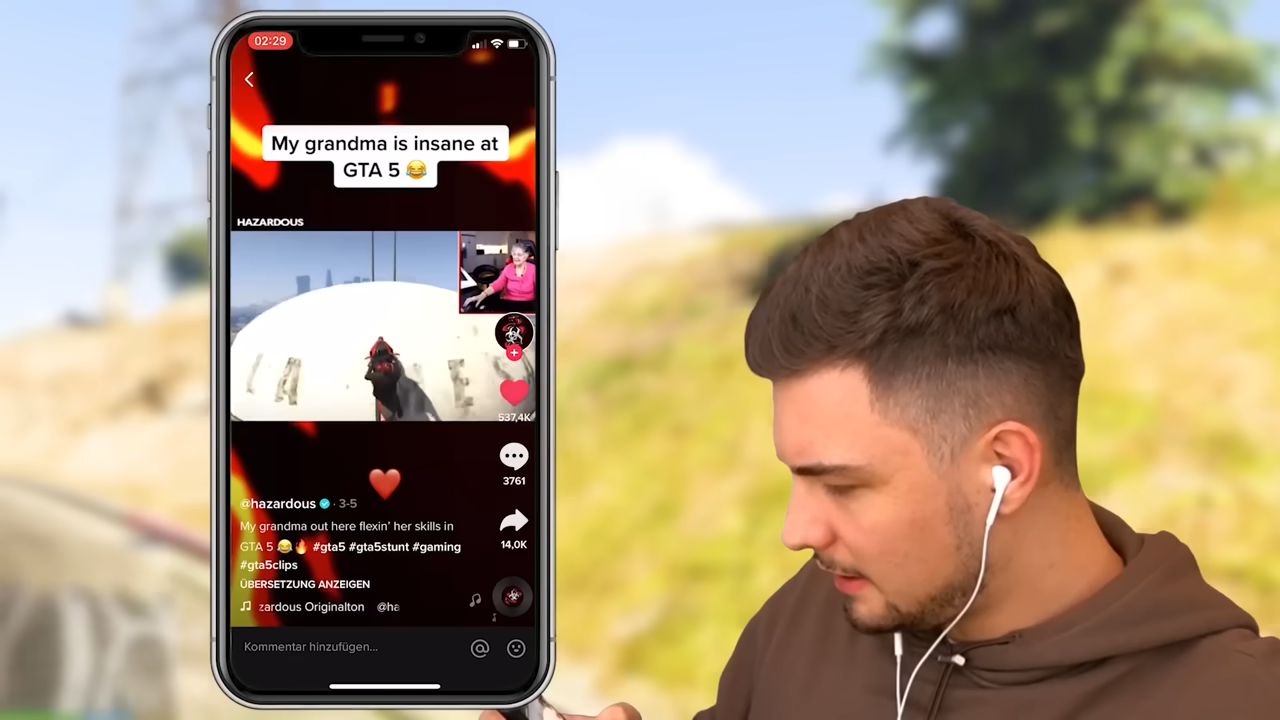 02:29
My grandma is insane at
GTA 5 😂
HAZARDOUS
537,4K
3761
@hazardous · 3-5
My grandma out here flexin' her skills in
GTA 5 😂🔥 #gta5 #gta5stunt #gaming
#gta5clips
14,0K
ÜBERSETZUNG ANZEIGEN
zardous Originalton @ha
Kommentar hinzufügen...